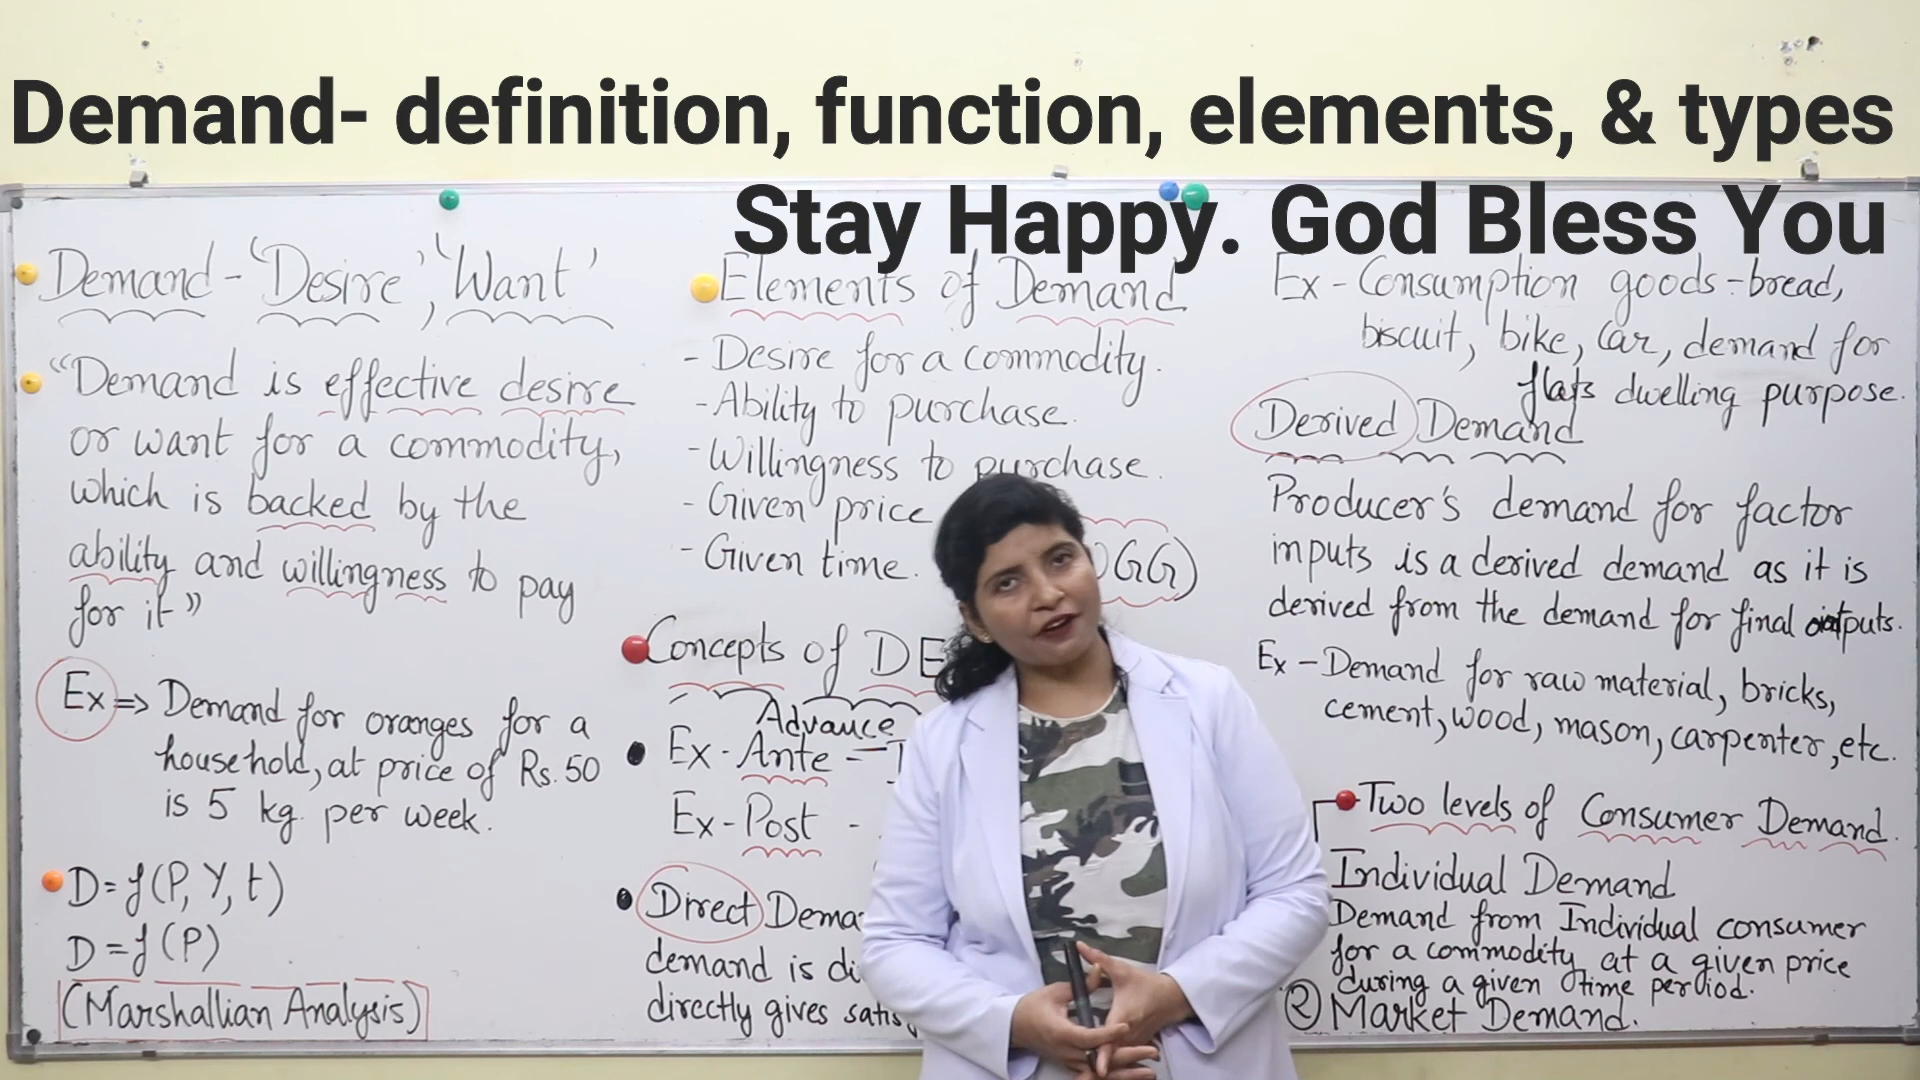 Demand- definition, function, elements, & types
Stay Happy. God Bless You
Demand - 'Desire', 'Want'
"Demand is effective desire
or want for a commodity,
which is backed by the
ability and willingness to pay
for it"
Ex => Demand for oranges for a
household, at price of Rs. 50
is 5 kg per week.
D = f(P, Y, t)
D = f(P)
(Marshallian Analysis)
Elements of Demand
- Desire for a commodity.
- Ability to purchase.
- Willingness to purchase.
- Given price
- Given time.
GG)
Concepts of DE
Advance
Ex-Ante -
Ex-Post -
Direct
demand is
directly gives
Ex - Consumption goods - bread,
biscuit, bike, car, demand for
flats dwelling purpose.
Derived Demand
Producer's demand for factor
inputs is a derived demand as it is
derived from the demand for final outputs.
Ex - Demand for raw material, bricks,
cement, wood, mason, carpenter, etc.
Two levels of Consumer Demand.
Individual Demand
Demand from Individual consumer
for a commodity at a given price
during a given time period.
② Market Demand.